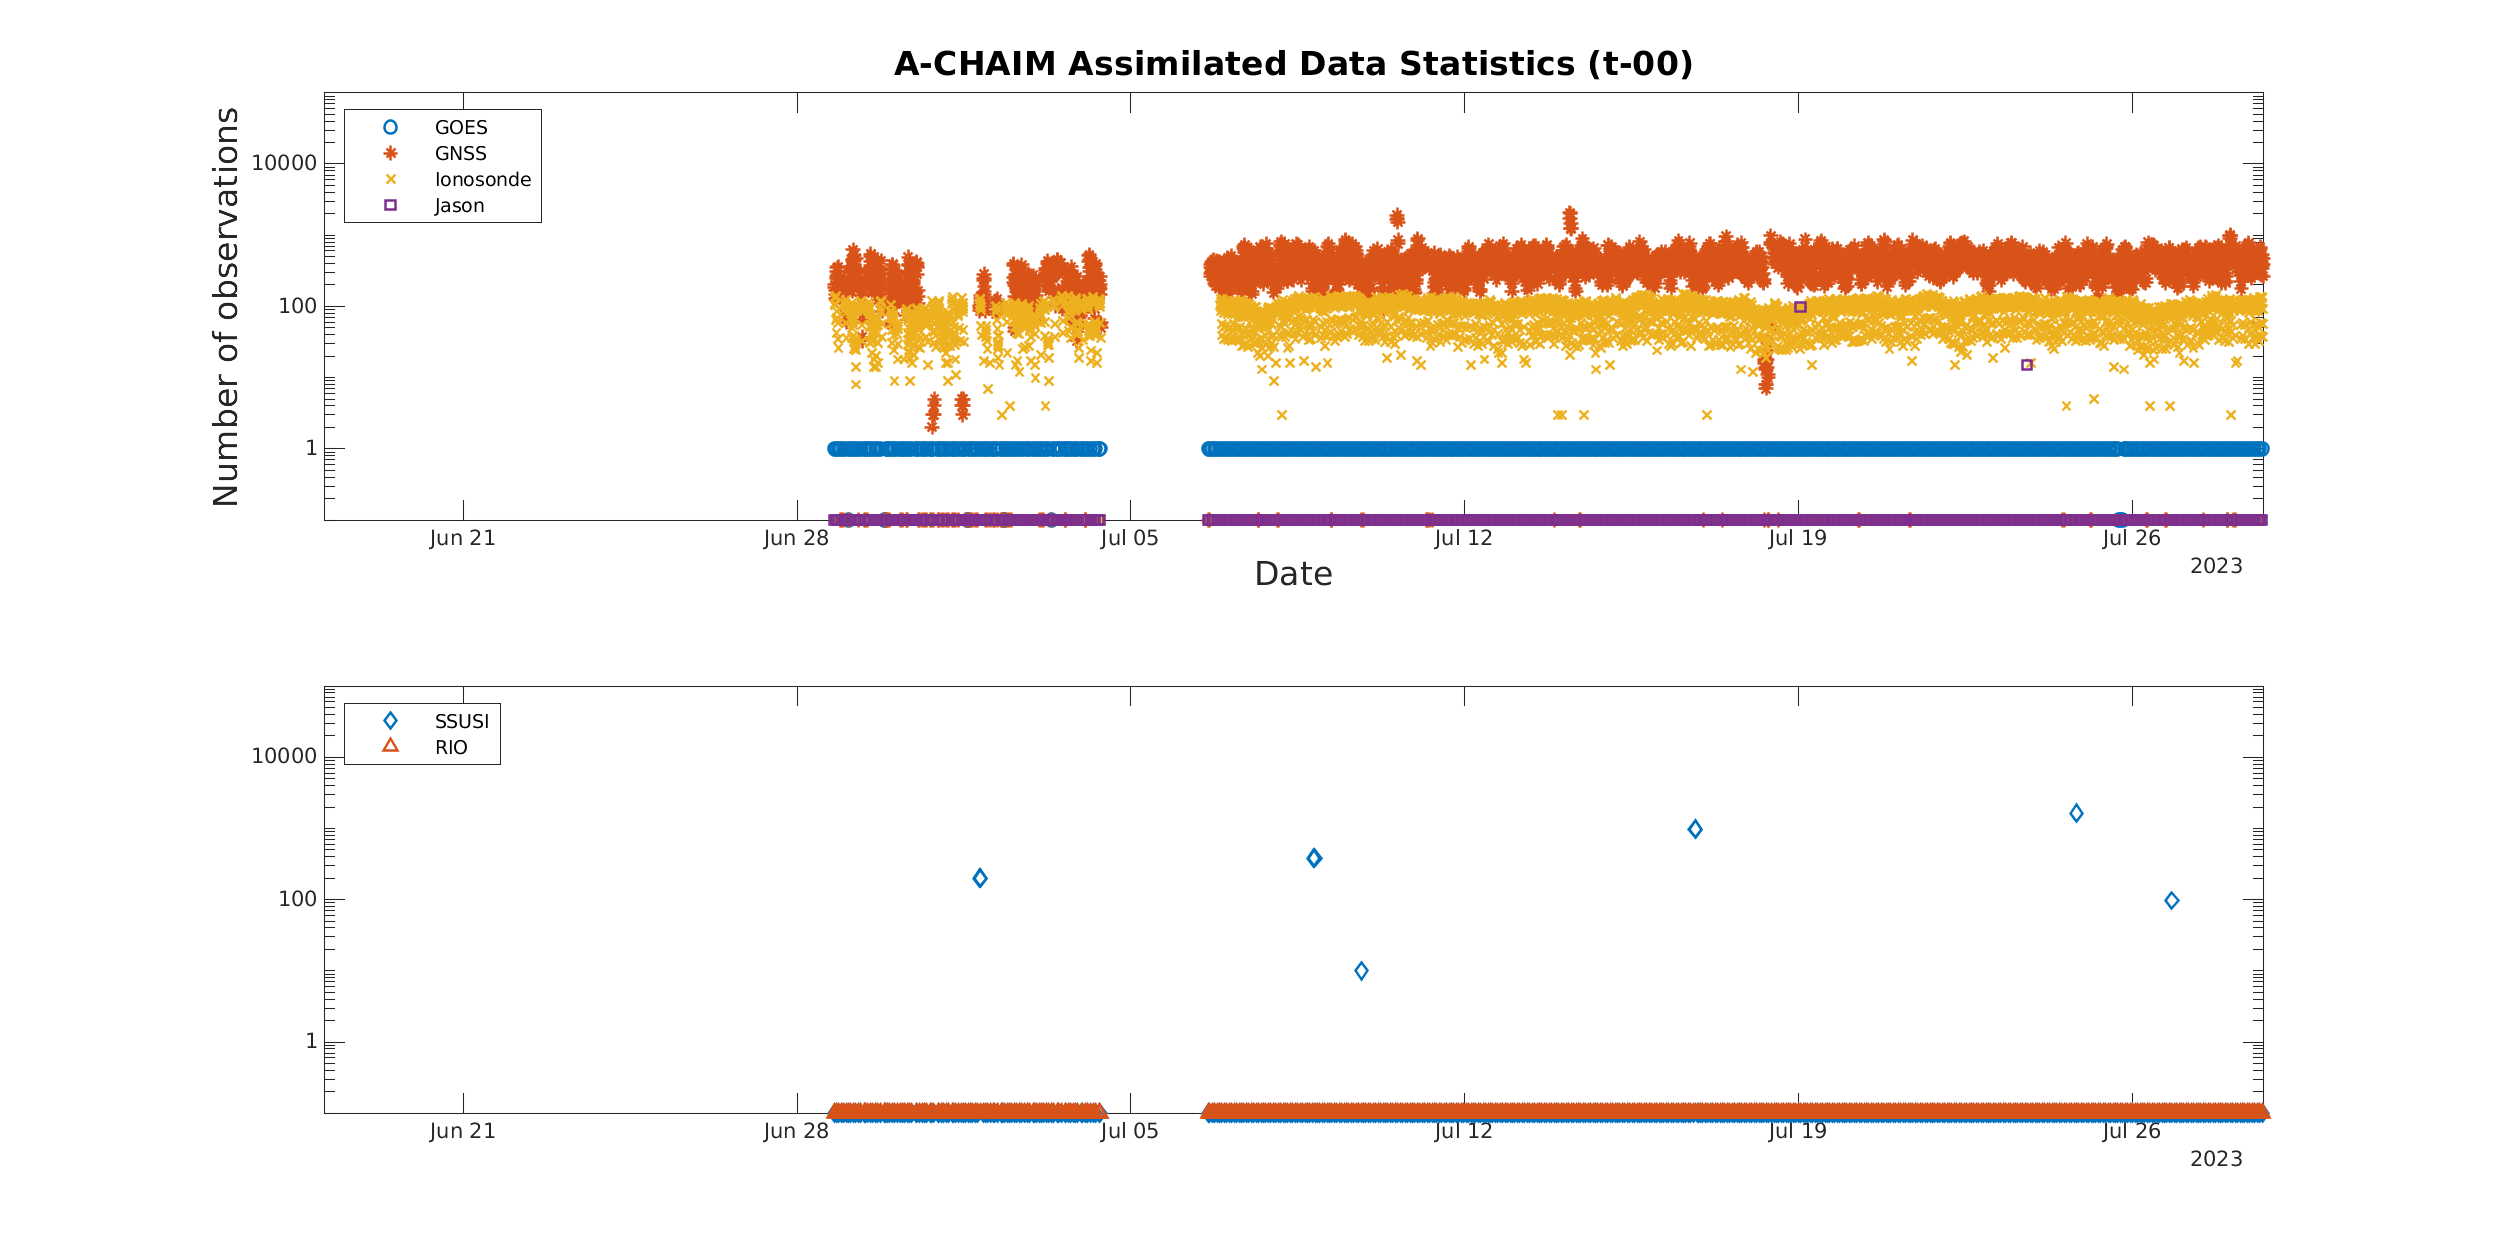 A-CHAIM Assimilated Data Statistics (t-00)
Number of observations
10000
100
1
GOES
GNSS
Ionosonde
Jason
Jun 21
Jun 28
Jul 05
Jul 12
Jul 19
Jul 26
2023
Date
10000
100
1
SSUSI
RIO
Jun 21
Jun 28
Jul 05
Jul 12
Jul 19
Jul 26
2023